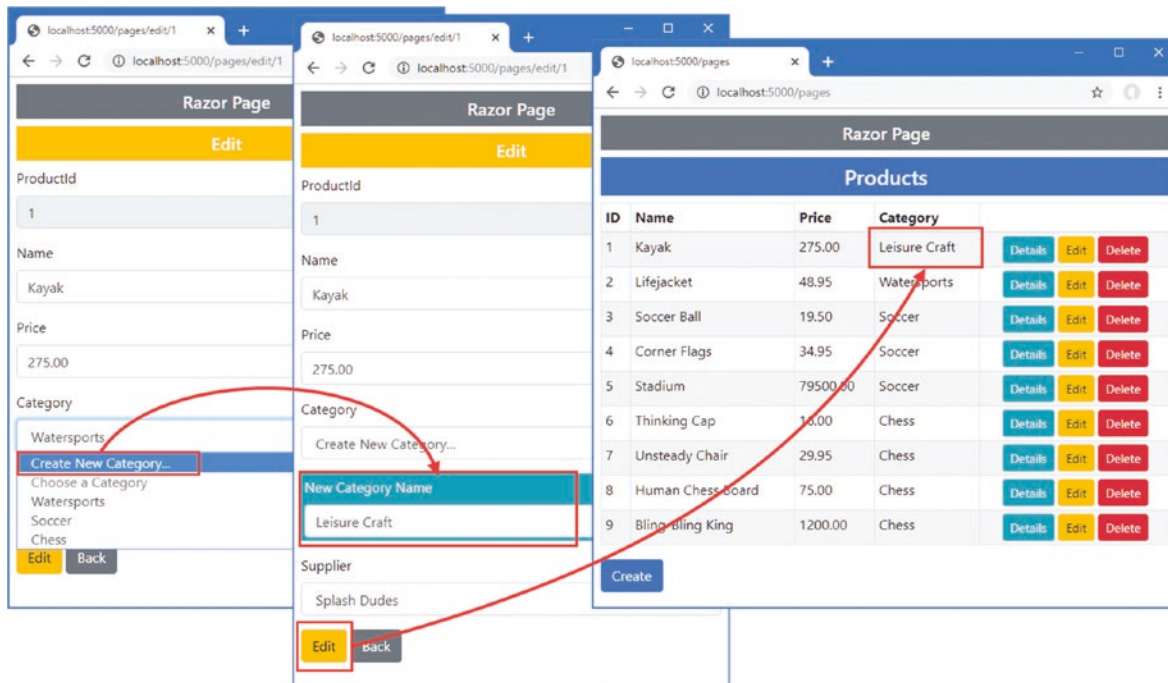 localhost:5000/pages/edit/1
localhost:5000/pages/edit/1
Razor Page
Edit
ProductId
1
Name
Kayak
Price
275.00
Category
Watersports
Create New Category...
Choose a Category
Watersports
Soccer
Chess
Edit Back
localhost:5000/pages/edit/1
localhost:5000/pages/edit/1
Razor Page
Edit
ProductId
1
Name
Kayak
Price
275.00
Category
Create New Category...
New Category Name
Leisure Craft
Supplier
Splash Dudes
Edit Back
localhost:5000/pages
localhost:5000/pages
Razor Page
Products
ID Name Price Category
1 Kayak 275.00 Leisure Craft Details Edit Delete
2 Lifejacket 48.95 Watersports Details Edit Delete
3 Soccer Ball 19.50 Soccer Details Edit Delete
4 Corner Flags 34.95 Soccer Details Edit Delete
5 Stadium 79500.00 Soccer Details Edit Delete
6 Thinking Cap 16.00 Chess Details Edit Delete
7 Unsteady Chair 29.95 Chess Details Edit Delete
8 Human Chess Board 75.00 Chess Details Edit Delete
9 Bling-Bling King 1200.00 Chess Details Edit Delete
Create